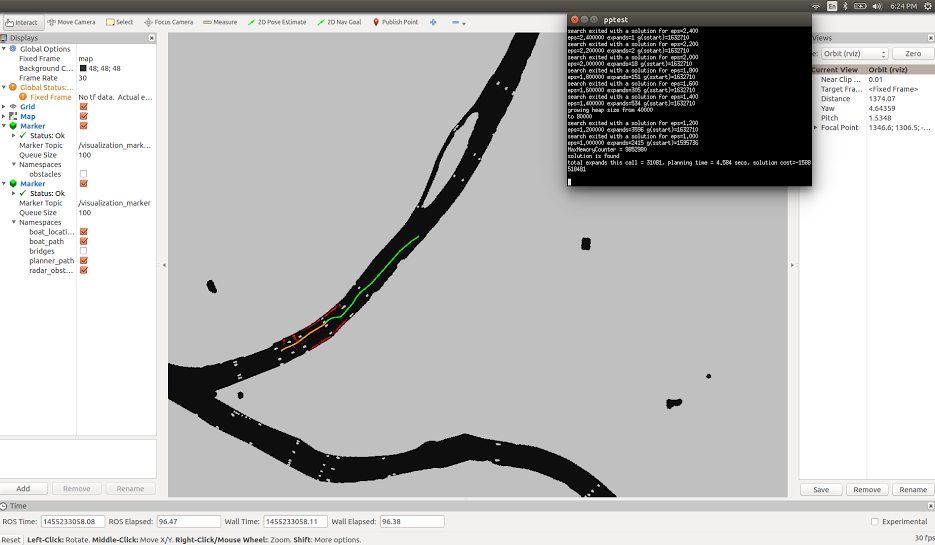 En 6:24 PM
Interact Move Camera Select Focus Camera Measure 2D Pose Estimate 2D Nav Goal Publish Point
Displays
Global Options
Fixed Frame map
Background C... 48; 48; 48
Frame Rate 30
Global Status:...
Fixed Frame No tf data. Actual e...
Grid
Map
Marker
Status: Ok
Marker Topic /visualization_mark...
Queue Size 100
Namespaces
obstacles
Marker
Status: Ok
Marker Topic /visualization_marker
Queue Size 100
Namespaces
boat_locati...
boat_path
bridges
planner_path
radar_obst...
Add Remove Rename
pptest
search exited with a solution for eps=2,400
eps=2,400000 expands=1 g(sstart)=1632710
search exited with a solution for eps=2,200
eps=2,200000 expands=2 g(sstart)=1632710
search exited with a solution for eps=2,000
eps=2,000000 expands=18 g(sstart)=1632710
search exited with a solution for eps=1,800
eps=1,800000 expands=151 g(sstart)=1632710
search exited with a solution for eps=1,600
eps=1,600000 expands=305 g(sstart)=1632710
search exited with a solution for eps=1,400
eps=1,400000 expands=534 g(sstart)=1632710
growing heap size from 40000
to 80000
search exited with a solution for eps=1,200
eps=1,200000 expands=3596 g(sstart)=1632710
search exited with a solution for eps=1,000
eps=1,000000 expands=2415 g(sstart)=1595736
MaxMemoryCounter = 9852980
solution is found
total expands this call = 31081, planning time = 4,584 secs, solution cost=-1588
518481
Views
e: Orbit (rviz) Zero
Current View Orbit (rviz)
Near Clip ... 0.01
Target Fra... <Fixed Frame>
Distance 1374.07
Yaw 4.64359
Pitch 1.5348
Focal Point 1346.6; 1306.5; -...
Save Remove Rename
Time
ROS Time: 1455233058.08 ROS Elapsed: 96.47 Wall Time: 1455233058.11 Wall Elapsed: 96.38 Experimental
Reset Left-Click: Rotate. Middle-Click: Move X/Y. Right-Click/Mouse Wheel: Zoom. Shift: More options. 30 fps